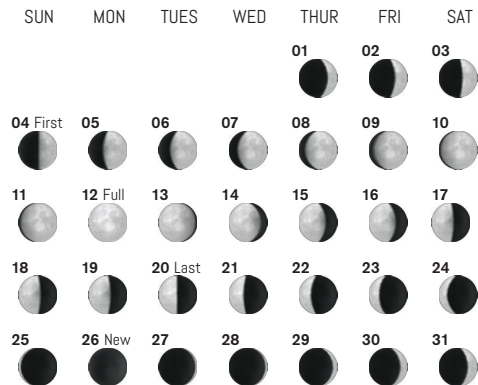 SUN MON TUES WED THUR FRI SAT
01 02 03
04 First 05 06 07 08 09 10
11 12 Full 13 14 15 16 17
18 19 20 Last 21 22 23 24
25 26 New 27 28 29 30 31